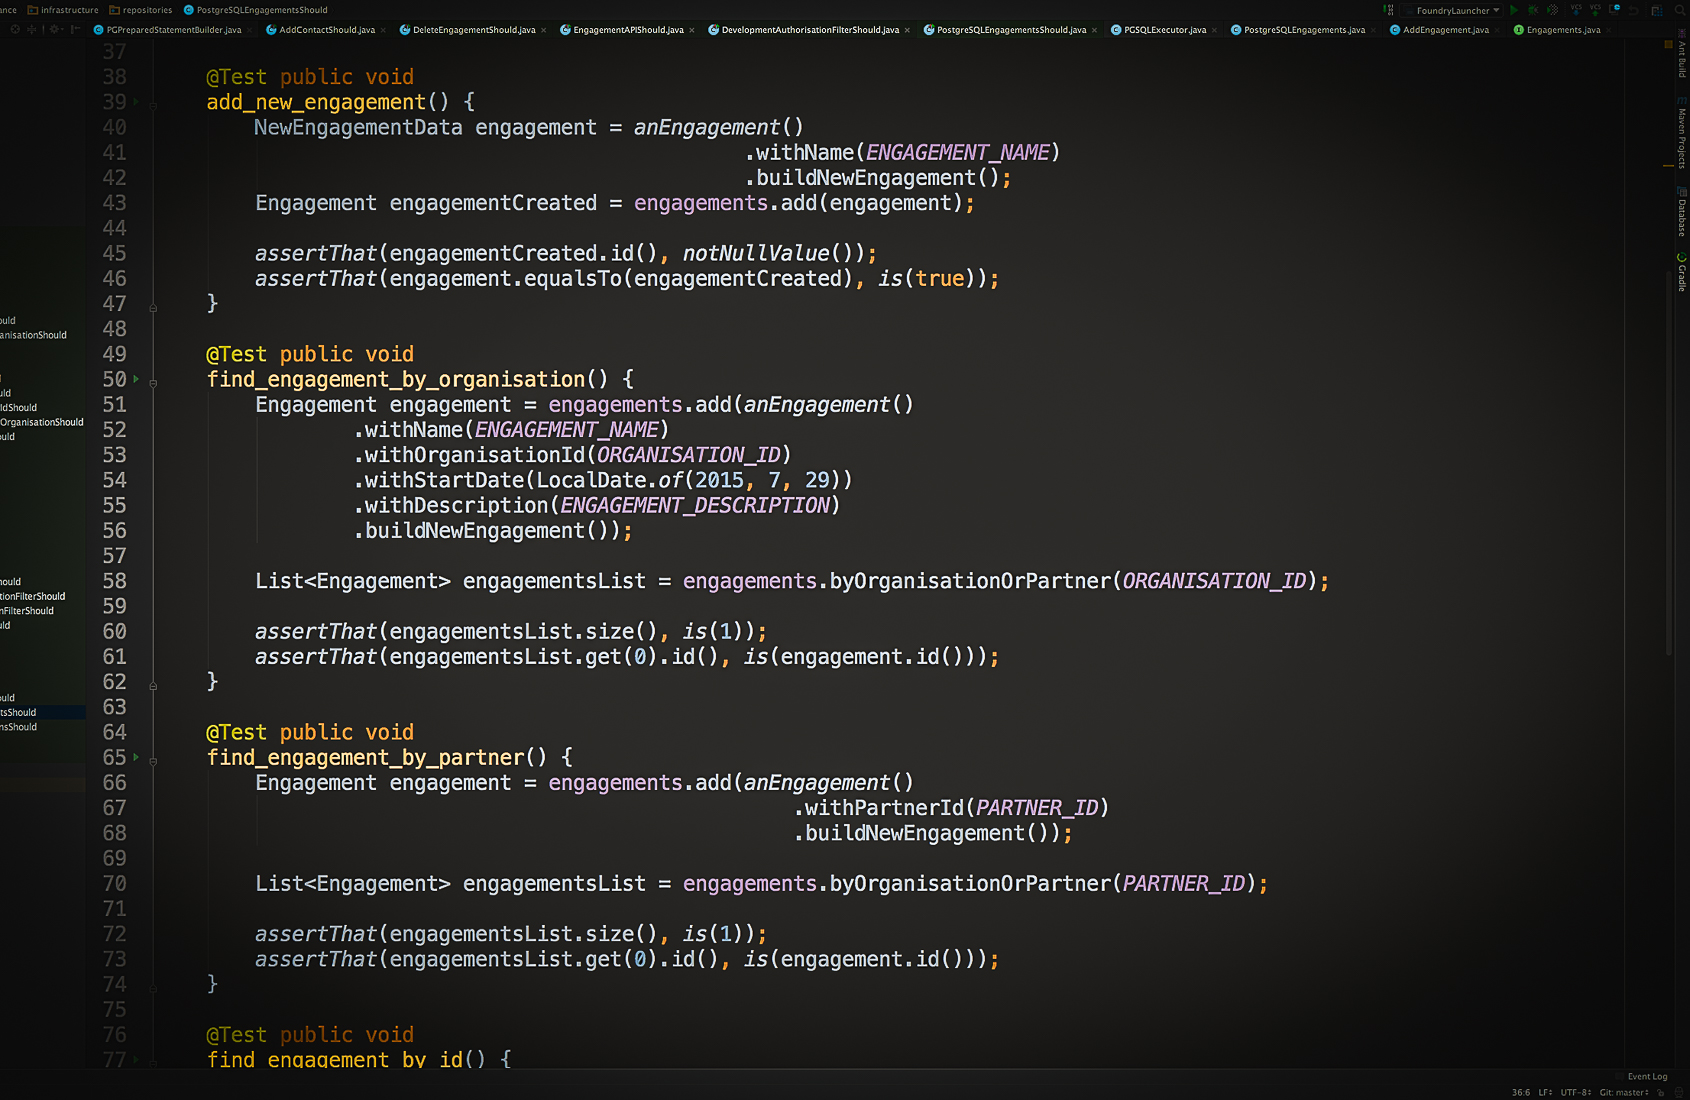 infrastructure repositories PostgreSQLEngagementsShould FoundryLauncher
PGPreparedStatementBuilder.java AddContactShould.java DeleteEngagementShould.java EngagementAPIShould.java DevelopmentAuthorisationFilterShould.java PostgreSQLEngagementsShould.java PGSQLExecutor.java PostgreSQLEngagements.java AddEngagement.java Engagements.java
37
38 @Test public void
39 add_new_engagement() {
40 NewEngagementData engagement = anEngagement()
41 .withName(ENGAGEMENT_NAME)
42 .buildNewEngagement();
43 Engagement engagementCreated = engagements.add(engagement);
44
45 assertThat(engagementCreated.id(), notNullValue());
46 assertThat(engagement.equalsTo(engagementCreated), is(true));
47 }
48
49 @Test public void
50 find_engagement_by_organisation() {
51 Engagement engagement = engagements.add(anEngagement()
52 .withName(ENGAGEMENT_NAME)
53 .withOrganisationId(ORGANISATION_ID)
54 .withStartDate(LocalDate.of(2015, 7, 29))
55 .withDescription(ENGAGEMENT_DESCRIPTION)
56 .buildNewEngagement());
57
58 List<Engagement> engagementsList = engagements.byOrganisationOrPartner(ORGANISATION_ID);
59
60 assertThat(engagementsList.size(), is(1));
61 assertThat(engagementsList.get(0).id(), is(engagement.id()));
62 }
63
64 @Test public void
65 find_engagement_by_partner() {
66 Engagement engagement = engagements.add(anEngagement()
67 .withPartnerId(PARTNER_ID)
68 .buildNewEngagement());
69
70 List<Engagement> engagementsList = engagements.byOrganisationOrPartner(PARTNER_ID);
71
72 assertThat(engagementsList.size(), is(1));
73 assertThat(engagementsList.get(0).id(), is(engagement.id()));
74 }
75
76 @Test public void
77 find_engagement_by_id() {
anisationShould
ldShould
OrganisationShould
tionFilterShould
nFilterShould
tsShould
nsShould
Ant Build
Maven Projects
Database
Gradle
Event Log
36:6 LF UTF-8 Git: master